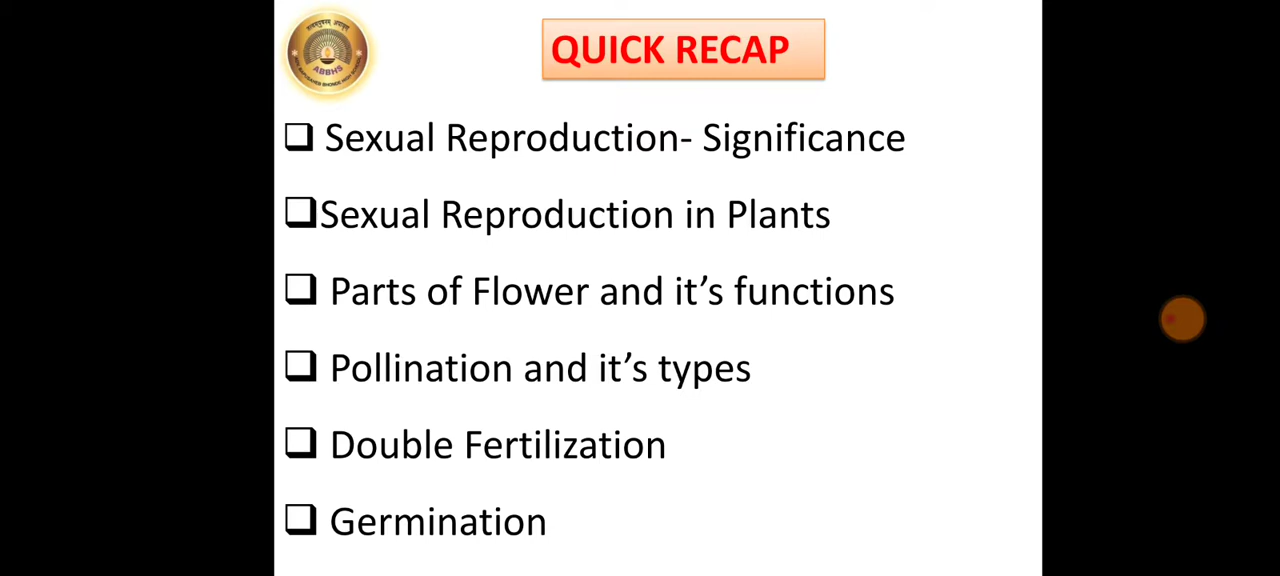 ABBHS
QUICK RECAP
Sexual Reproduction- Significance
Sexual Reproduction in Plants
Parts of Flower and it’s functions
Pollination and it’s types
Double Fertilization
Germination